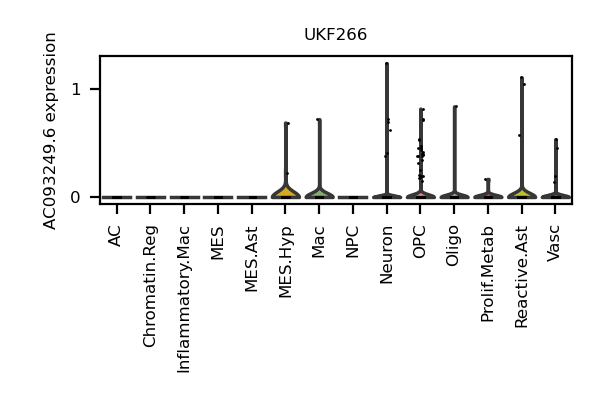 UKF266
AC093249.6 expression
1
0
AC
Chromatin.Reg
Inflammatory.Mac
MES
MES.Ast
MES.Hyp
Mac
NPC
Neuron
OPC
Oligo
Prolif.Metab
Reactive.Ast
Vasc